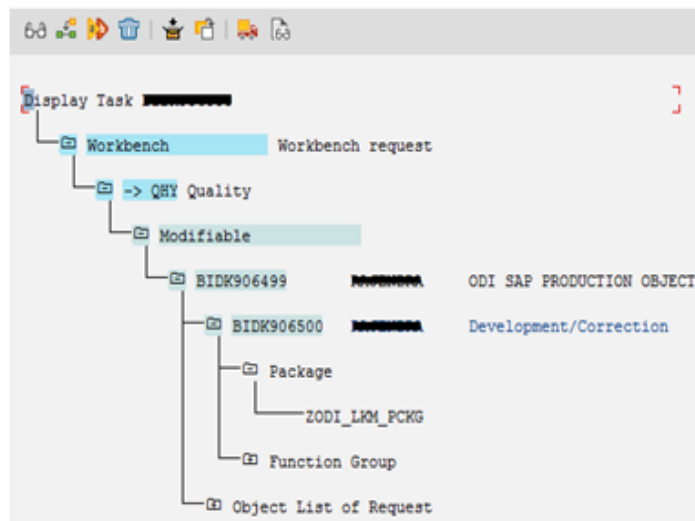 Display Task
Workbench Workbench request
-> QHY Quality
Modifiable
BIDK906499 ODI SAP PRODUCTION OBJECT
BIDK906500 Development/Correction
Package
ZODI_LKM_PCKG
Function Group
Object List of Request